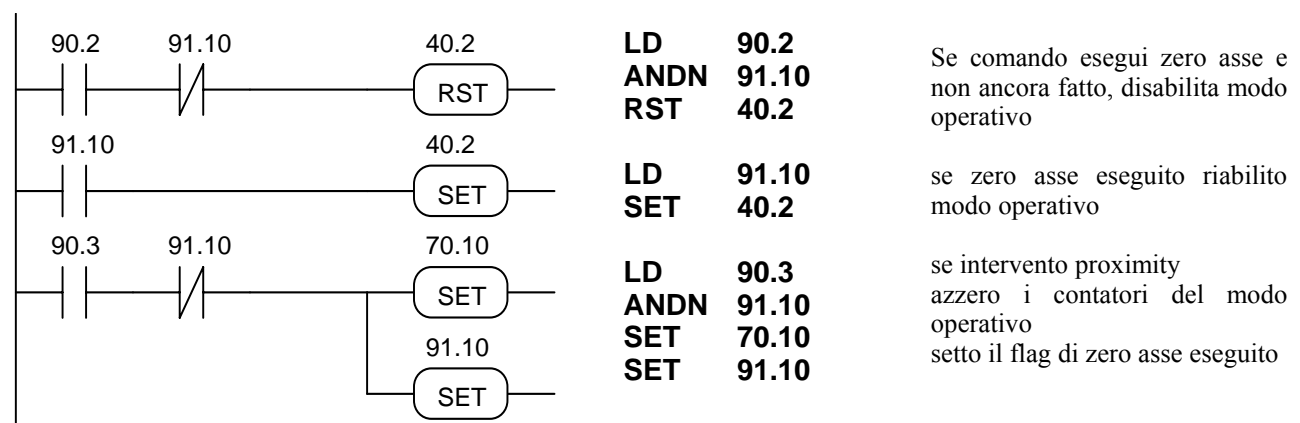 90.2 91.10 40.2
RST
91.10 40.2
SET
90.3 91.10 70.10
SET
91.10
SET
LD 90.2
ANDN 91.10
RST 40.2
LD 91.10
SET 40.2
LD 90.3
ANDN 91.10
SET 70.10
SET 91.10
Se comando esegui zero asse e
non ancora fatto, disabilita modo
operativo
se zero asse eseguito riabilito
modo operativo
se intervento proximity
azzero i contatori del modo
operativo
setto il flag di zero asse eseguito